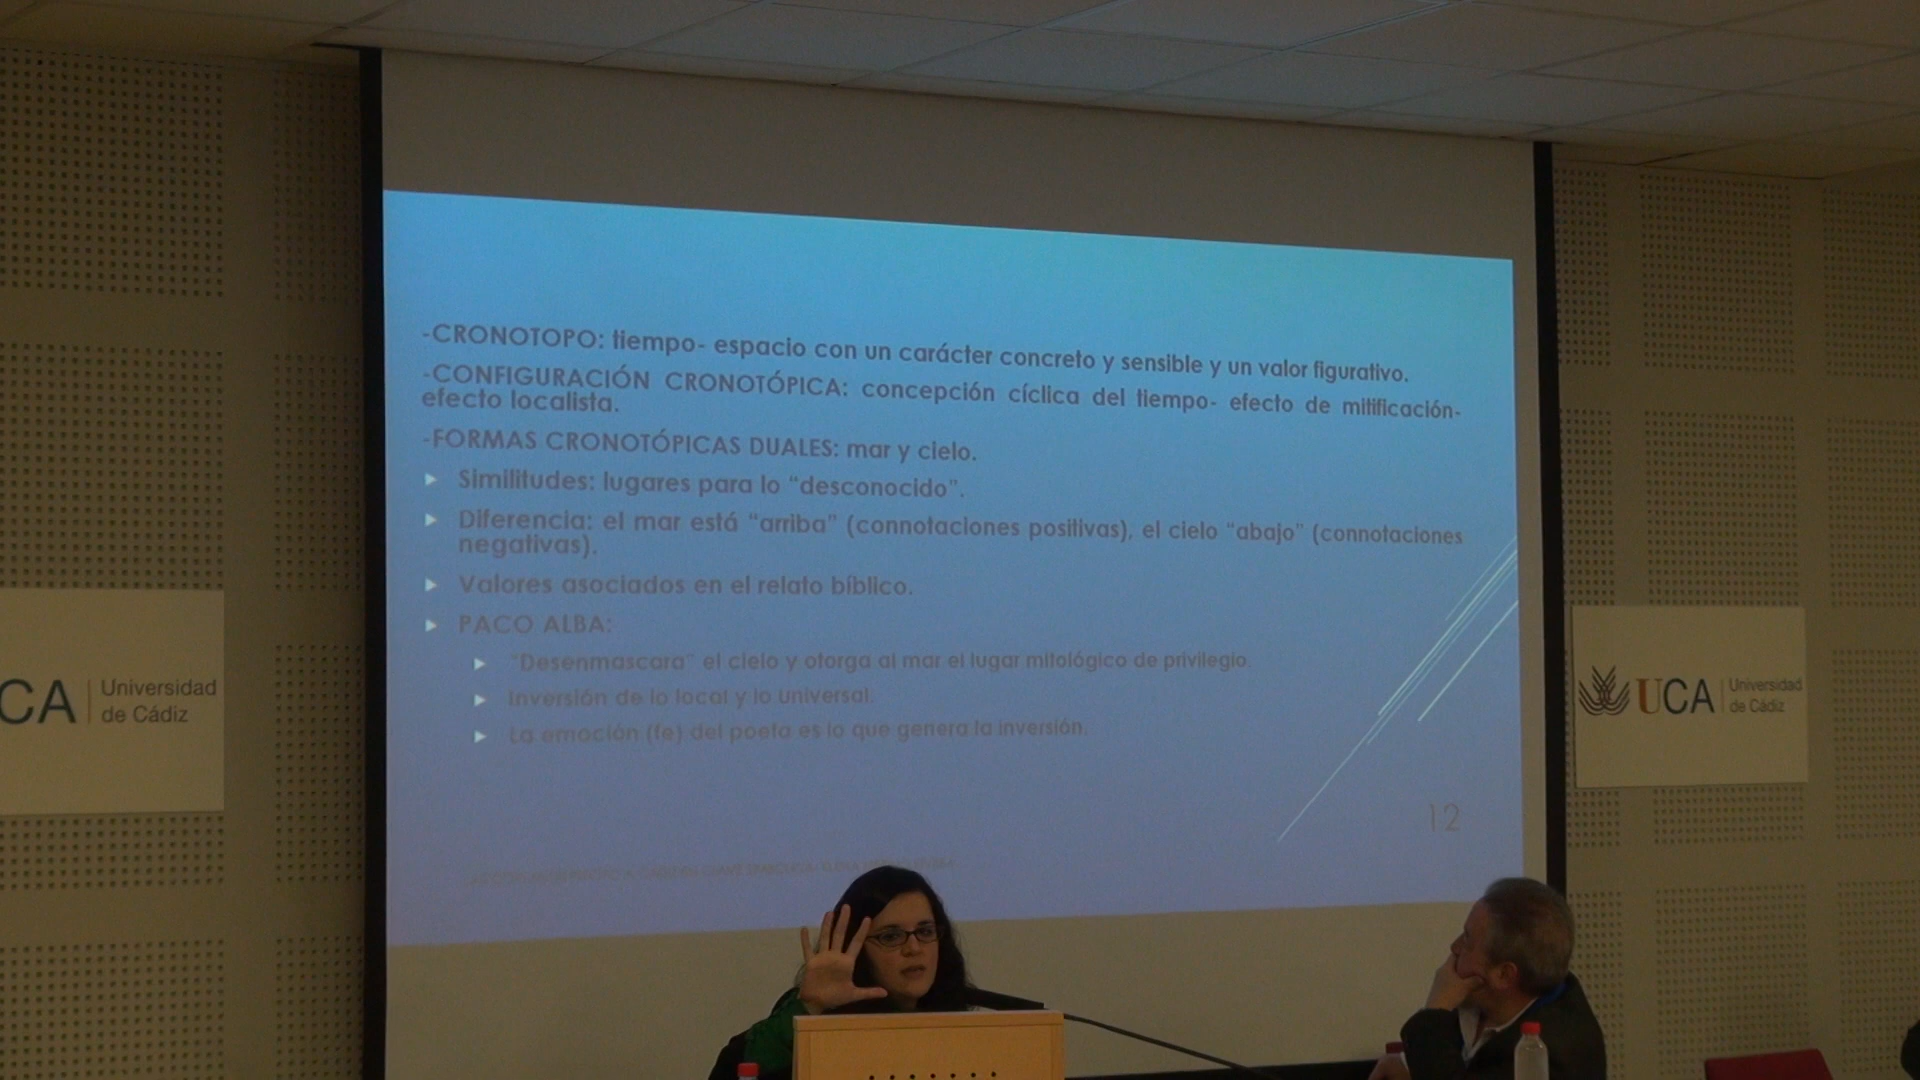 -CRONOTOPO: tiempo- espacio con un carácter concreto y sensible y un valor figurativo.
-CONFIGURACIÓN CRONOTÓPICA: concepción cíclica del tiempo- efecto de mitificación-
efecto localista.
-FORMAS CRONOTÓPICAS DUALES: mar y cielo.
Similitudes: lugares para lo “desconocido”.
Diferencia: el mar está “arriba” (connotaciones positivas), el cielo “abajo” (connotaciones
negativas).
Valores asociados en el relato bíblico.
PACO ALBA:
“Desenmascara” el cielo y otorga al mar el lugar mitológico de privilegio
Inversión de lo local y lo universal.
La emoción (fe) del poeta es lo que genera la inversión.
12
CA Universidad
de Cádiz
UCA Universidad
de Cádiz